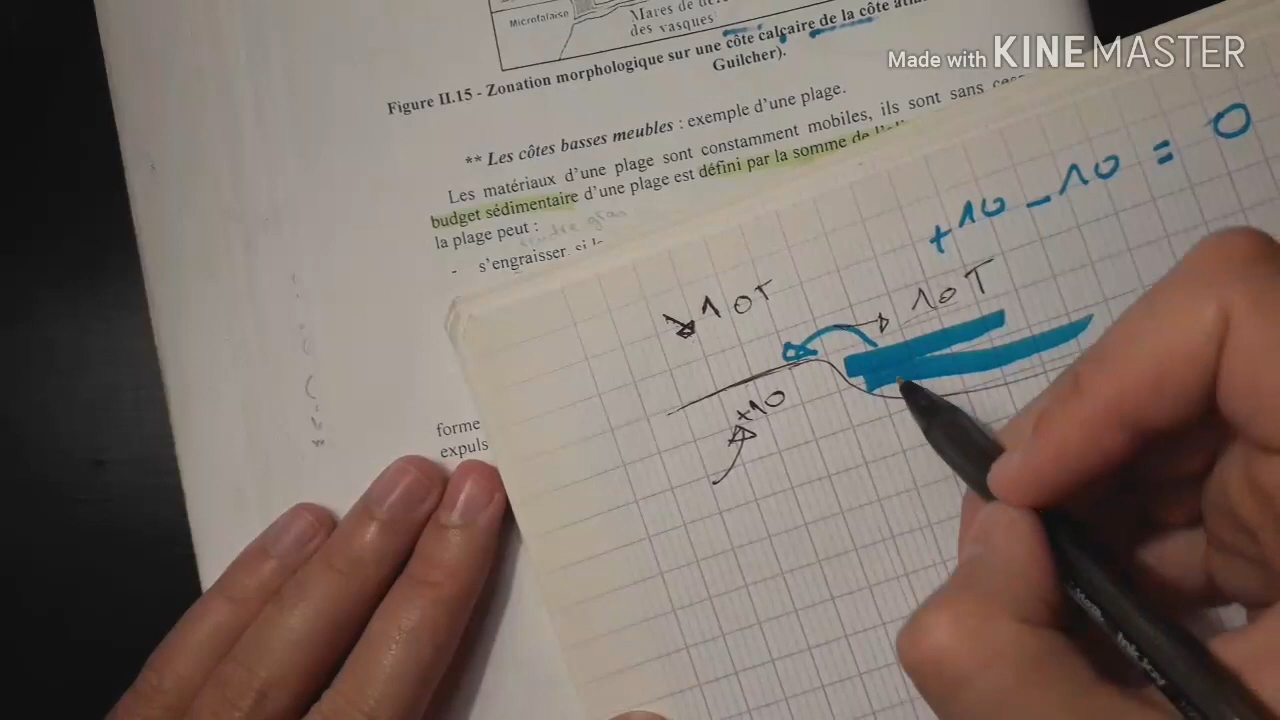 Microfalaise
Mares de
des vasques
Made with KINEMASTER
Figure II.15 - Zonation morphologique sur une côte calcaire de la côte
Guilcher).
** Les côtes basses meubles : exemple d'une plage.
Les matériaux d'une plage sont constamment mobiles, ils sont sans
budget sédimentaire d'une plage est défini par la somme de
la plage peut :
- s'engraisser si
+10 - 10 = 0
10T
10T
+10
forme
expuls